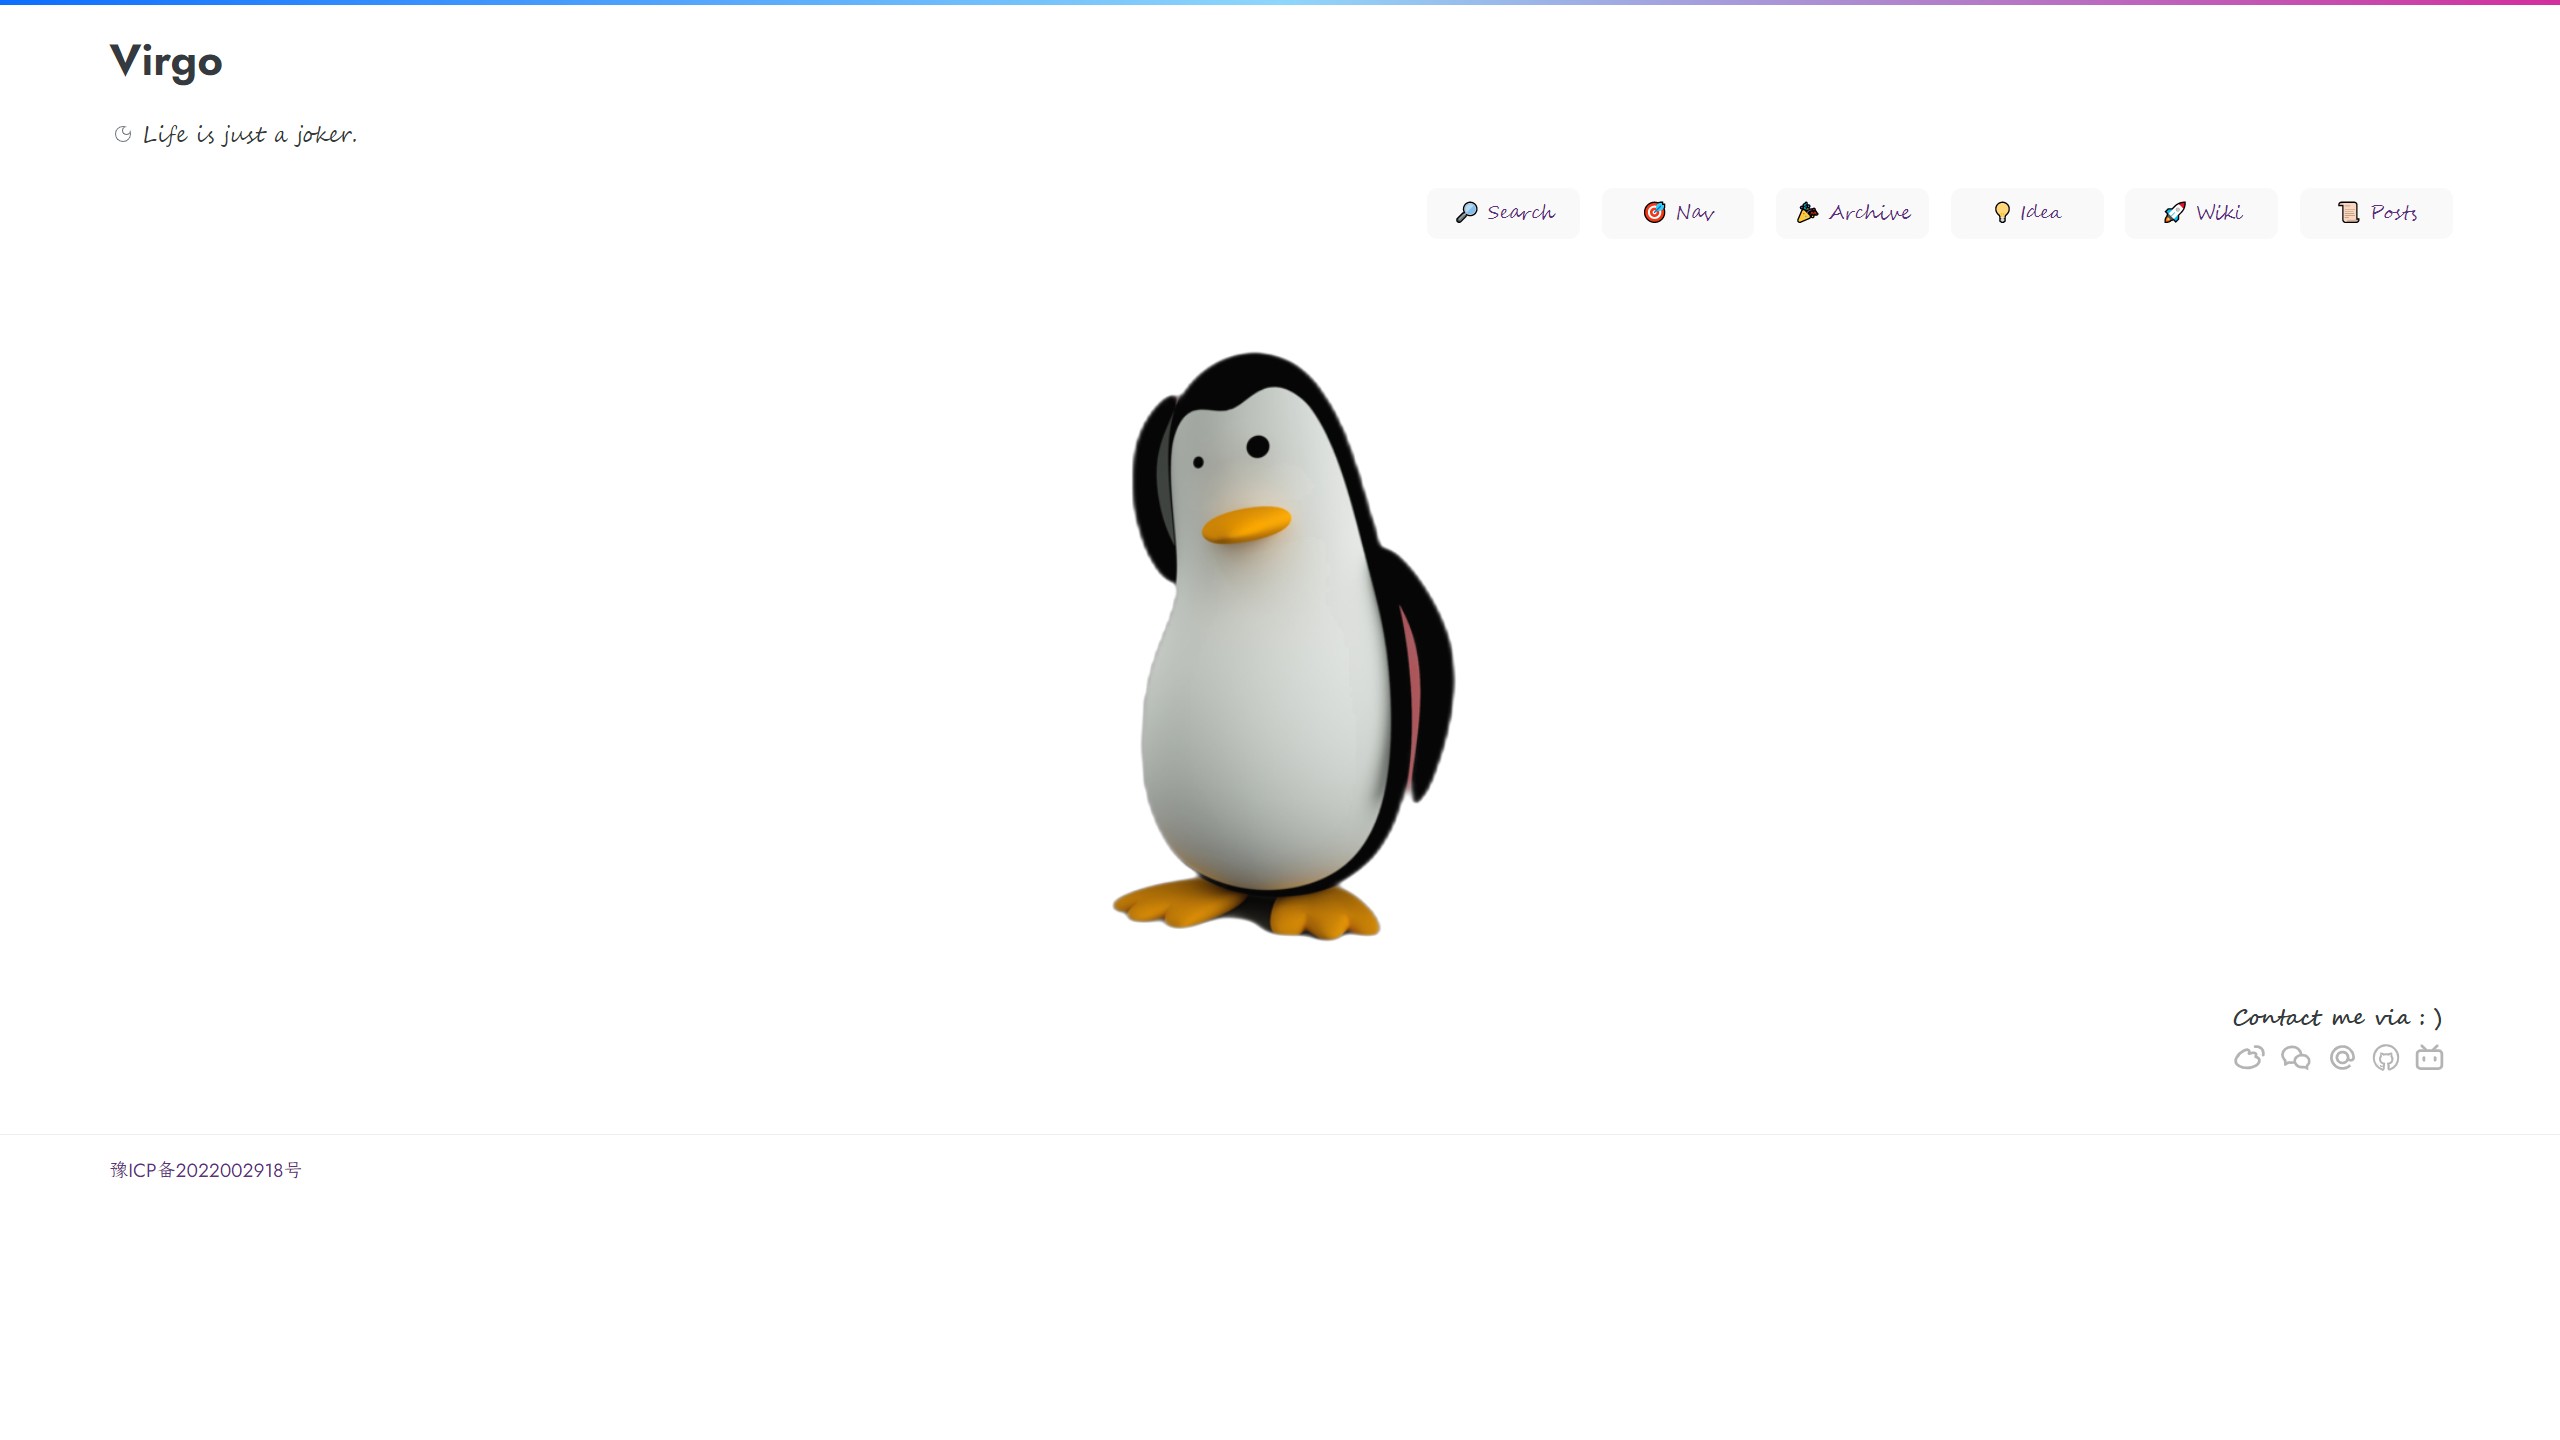 Virgo
Life is just a joker.
Search Nav Archive Idea Wiki Posts
Contact me via : )
豫ICP备2022002918号